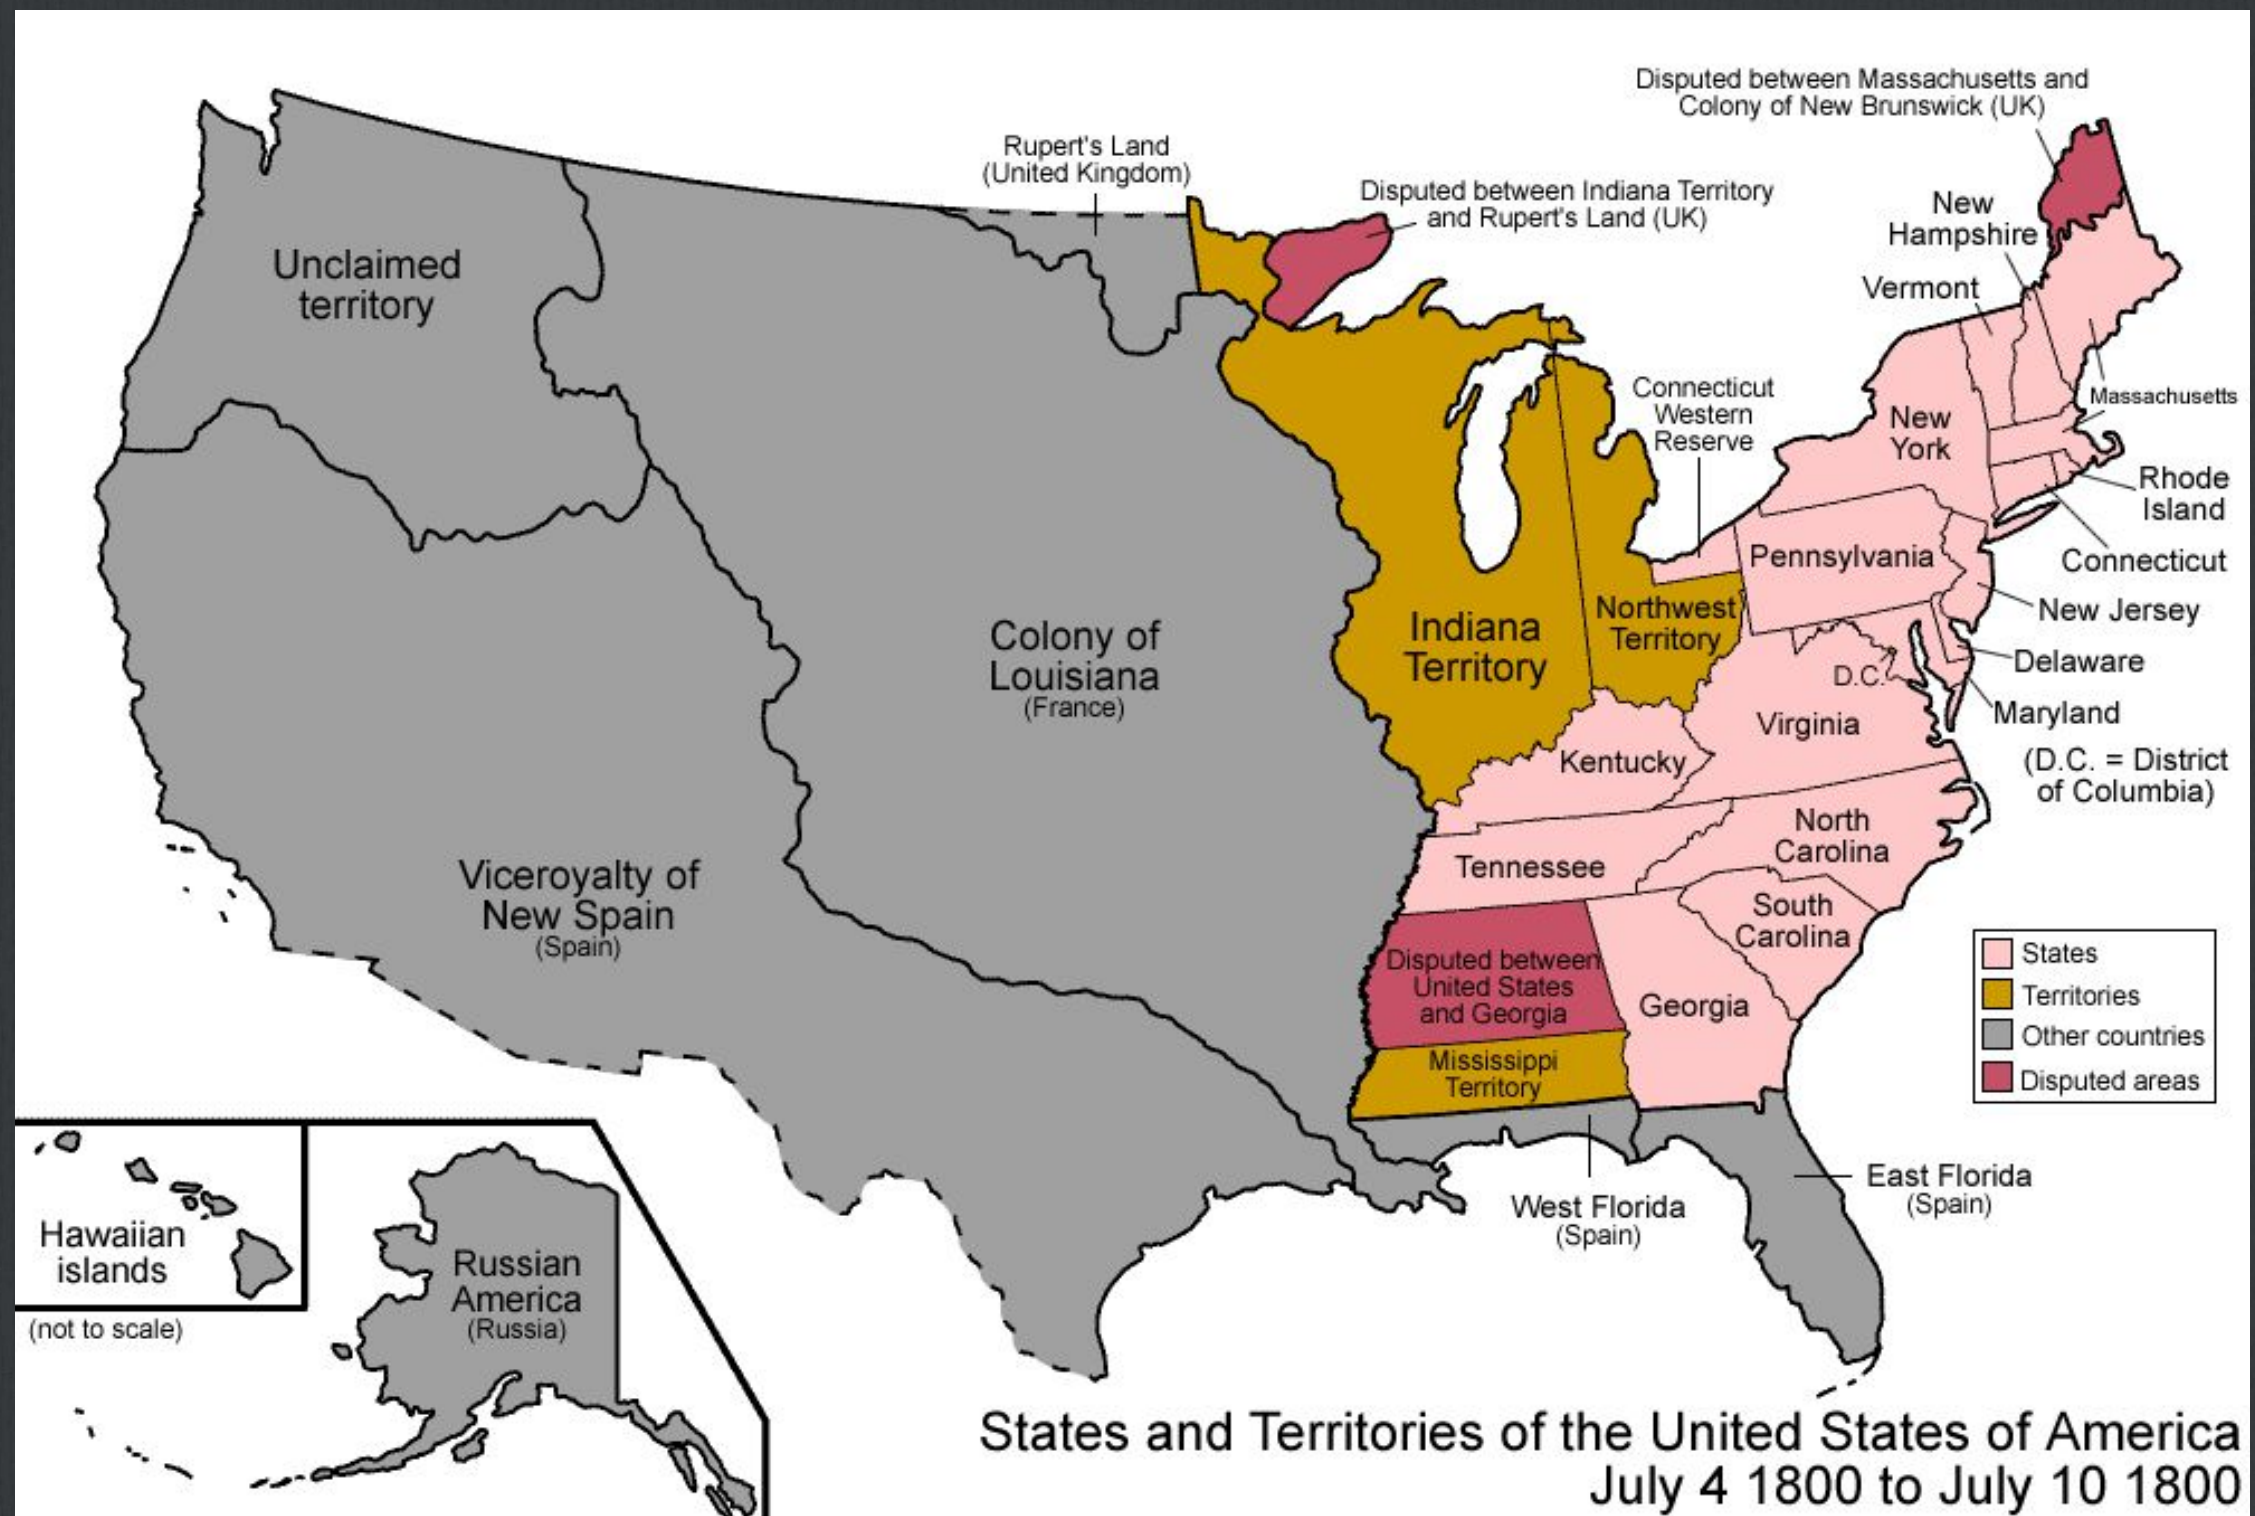 Disputed between Massachusetts and
Colony of New Brunswick (UK)
Rupert's Land
(United Kingdom)
Disputed between Indiana Territory
and Rupert's Land (UK)
New
Hampshire
Vermont
Unclaimed
territory
Connecticut
Western
Reserve
Massachusetts
New
York
Rhode
Island
Pennsylvania
Connecticut
Indiana
Territory
Northwest
Territory
New Jersey
Colony of
Louisiana
(France)
D.C.
Delaware
Maryland
Virginia
(D.C. = District
of Columbia)
Kentucky
North
Carolina
Tennessee
Viceroyalty of
New Spain
(Spain)
South
Carolina
Disputed between
United States
and Georgia
Georgia
States
Territories
Other countries
Disputed areas
Mississippi
Territory
West Florida
(Spain)
East Florida
(Spain)
Hawaiian
islands
(not to scale)
Russian
America
(Russia)
States and Territories of the United States of America
July 4 1800 to July 10 1800